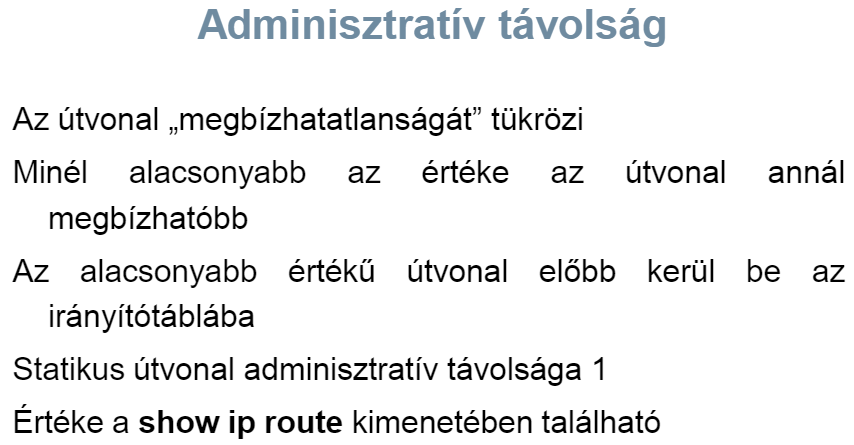 Adminisztratív távolság
Az útvonal „megbízhatatlanságát” tükrözi
Minél alacsonyabb az értéke az útvonal annál
megbízhatóbb
Az alacsonyabb értékű útvonal előbb kerül be az
irányítótáblába
Statikus útvonal adminisztratív távolsága 1
Értéke a show ip route kimenetében található